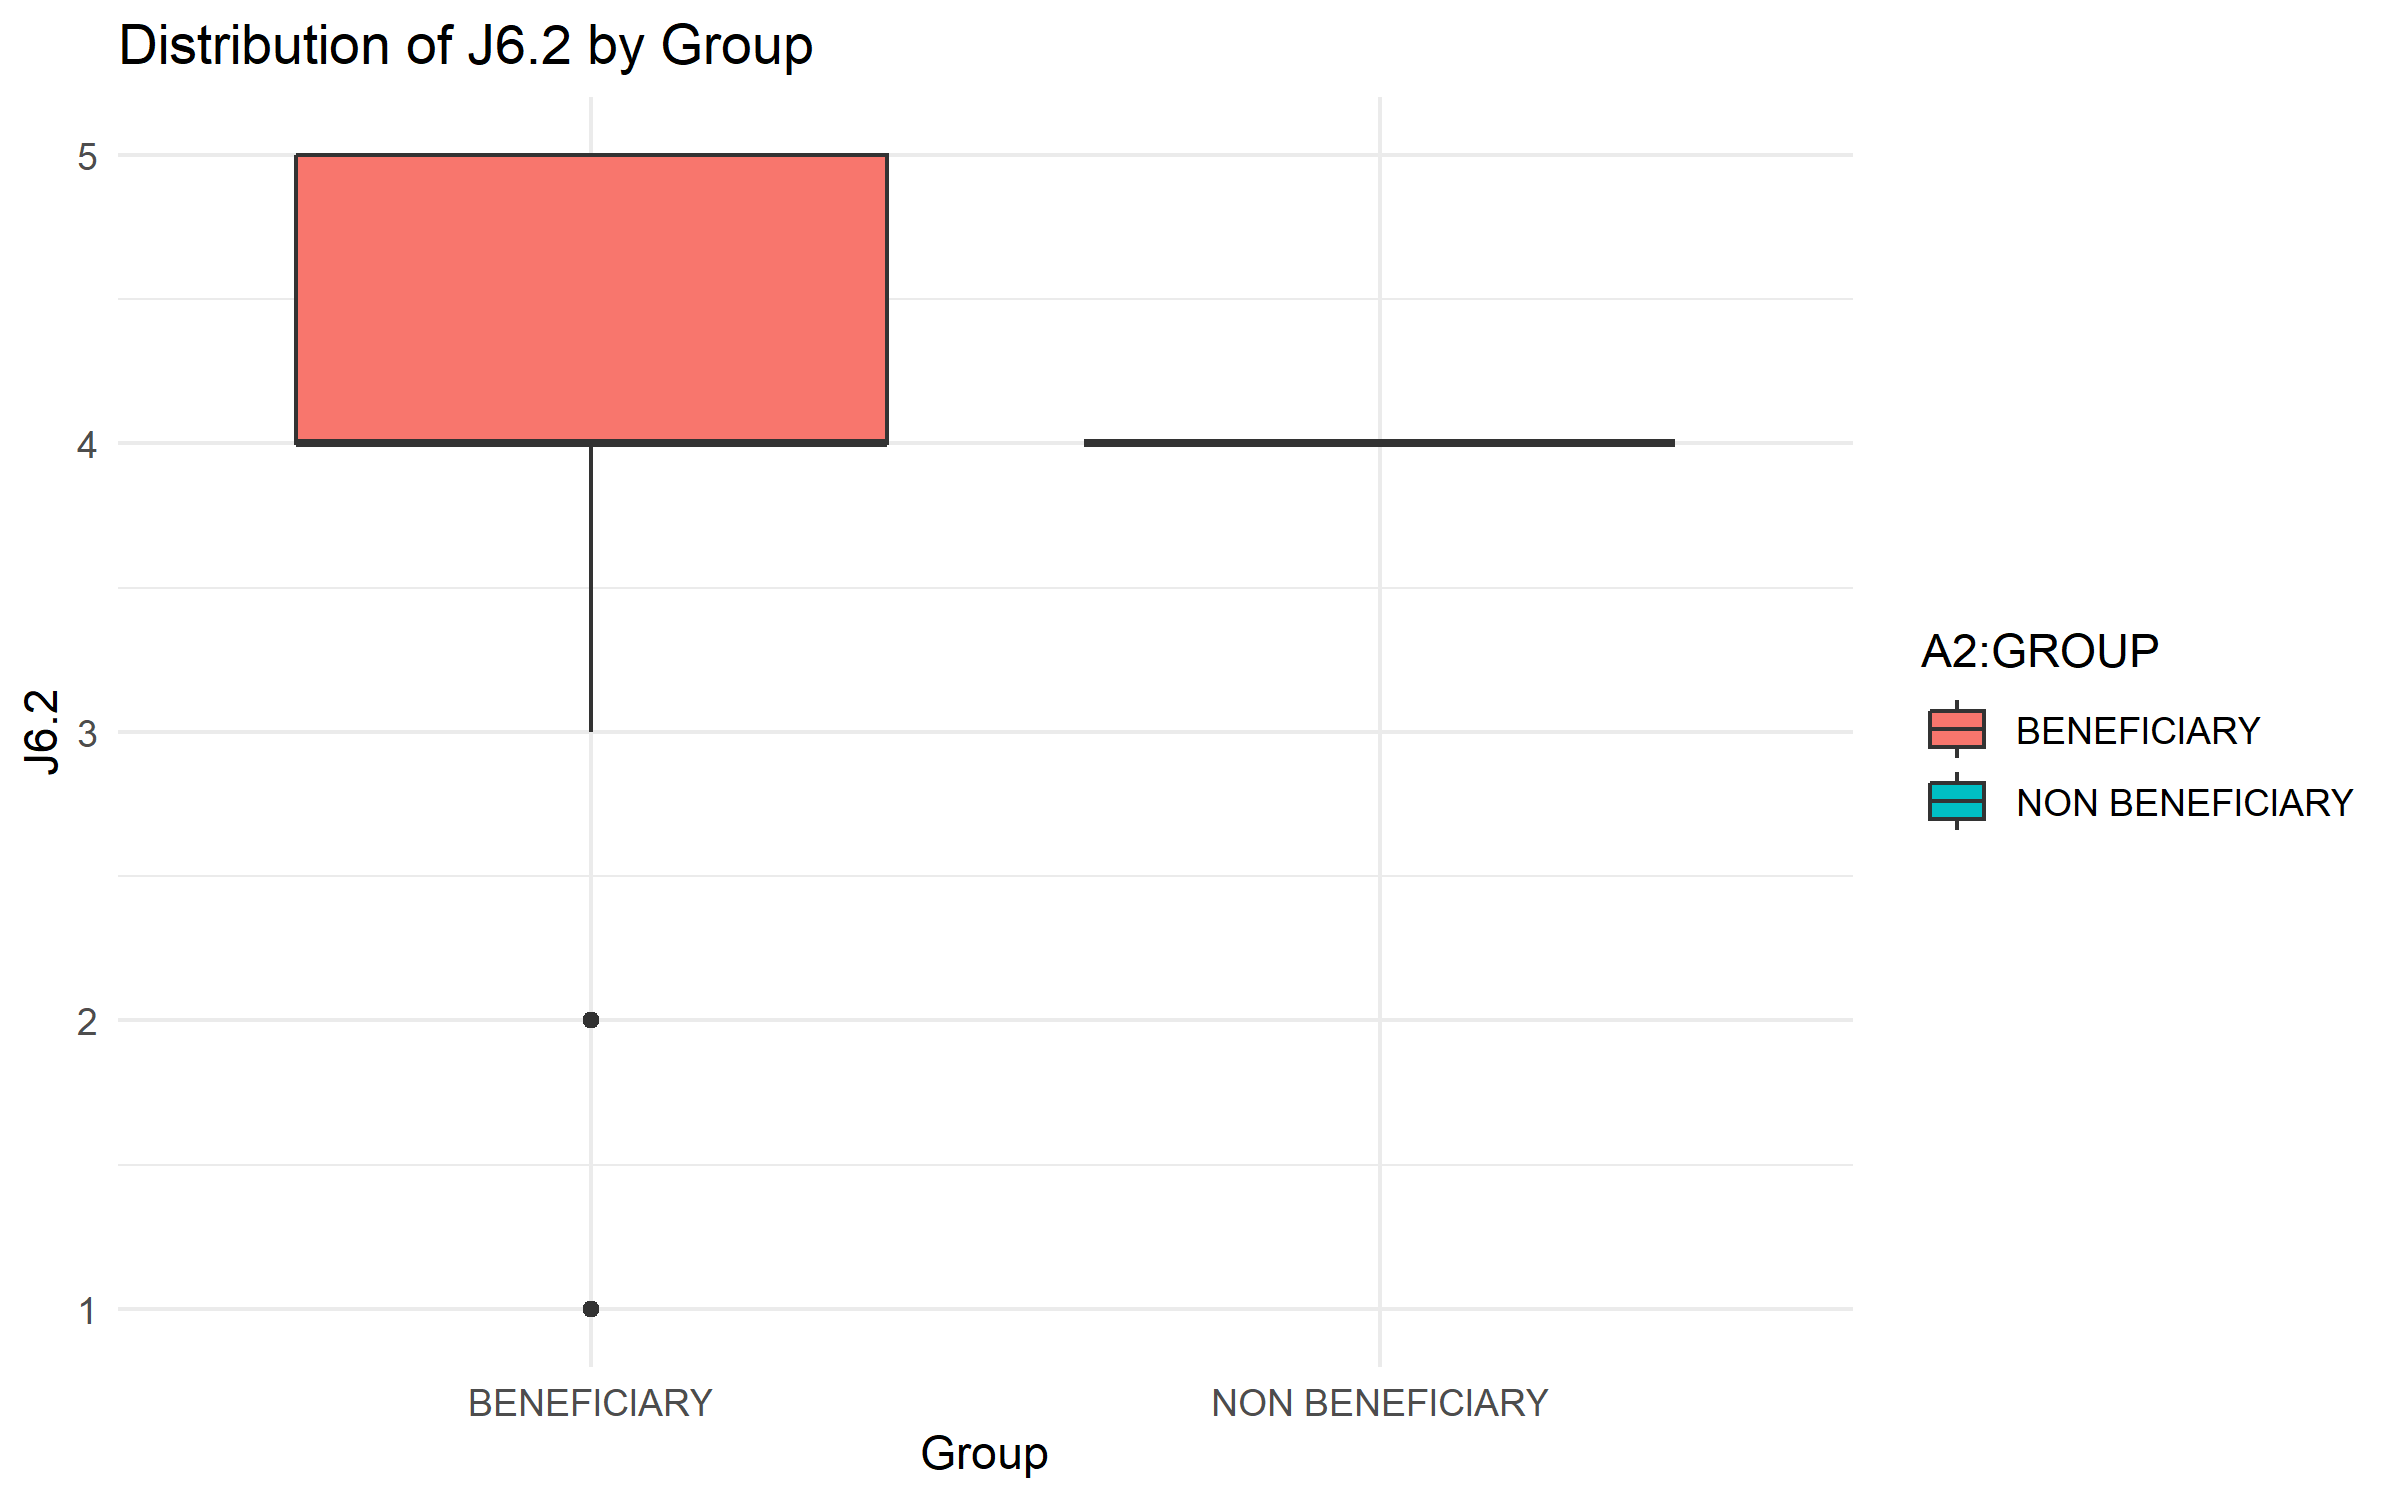 Distribution of J6.2 by Group
J6.2
5
4
3
2
1
BENEFICIARY
NON BENEFICIARY
Group
A2:GROUP
BENEFICIARY
NON BENEFICIARY